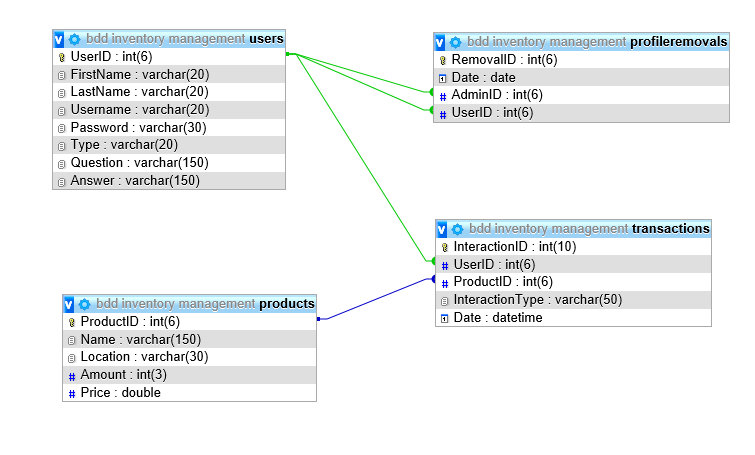 v bdd inventory management users
UserID : int(6)
FirstName : varchar(20)
LastName : varchar(20)
Username : varchar(20)
Password : varchar(30)
Type : varchar(20)
Question : varchar(150)
Answer : varchar(150)
v bdd inventory management profileremovals
RemovalID : int(6)
Date : date
# AdminID : int(6)
# UserID : int(6)
v bdd inventory management transactions
InteractionID : int(10)
# UserID : int(6)
# ProductID : int(6)
InteractionType : varchar(50)
Date : datetime
v bdd inventory management products
ProductID : int(6)
Name : varchar(150)
Location : varchar(30)
# Amount : int(3)
# Price : double